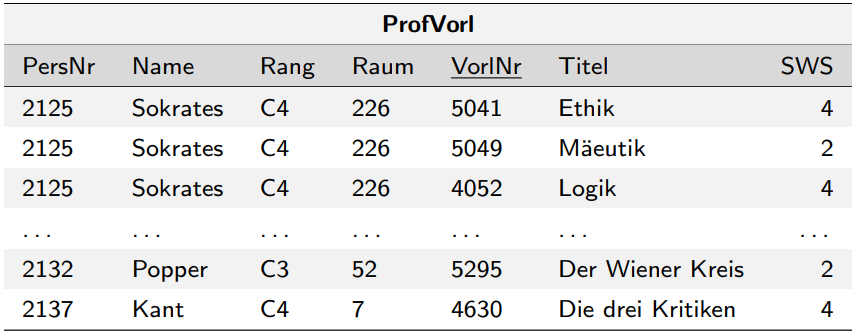 ProfVorl
PersNr Name Rang Raum VorlNr Titel SWS
2125 Sokrates C4 226 5041 Ethik 4
2125 Sokrates C4 226 5049 Mäeutik 2
2125 Sokrates C4 226 4052 Logik 4
... ... ... ... ... ... ...
2132 Popper C3 52 5295 Der Wiener Kreis 2
2137 Kant C4 7 4630 Die drei Kritiken 4